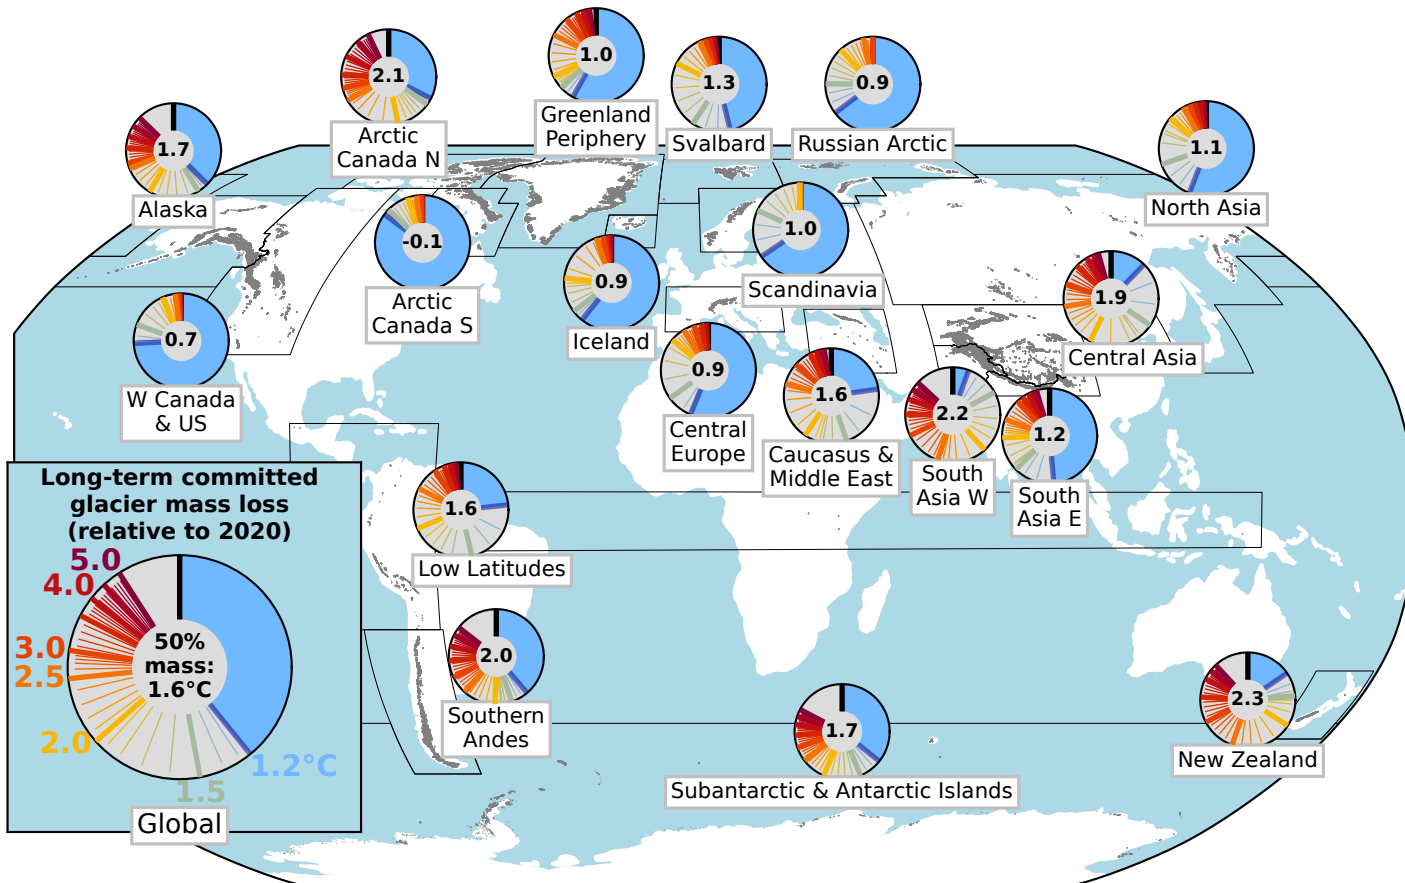 1.0
2.1
1.3
0.9
Greenland
Periphery
Arctic
Canada N
Svalbard
Russian Arctic
1.7
1.1
Alaska
North Asia
-0.1
1.0
Arctic
Canada S
0.9
Scandinavia
1.9
Iceland
Central Asia
0.7
W Canada
& US
0.9
1.6
2.2
1.2
Central
Europe
Caucasus &
Middle East
South
Asia W
South
Asia E
Long-term committed
glacier mass loss
(relative to 2020)
5.0
4.0
3.0
2.5
2.0
1.5
1.2°C
50%
mass:
1.6°C
Global
1.6
Low Latitudes
2.0
Southern
Andes
1.7
Subantarctic & Antarctic Islands
2.3
New Zealand